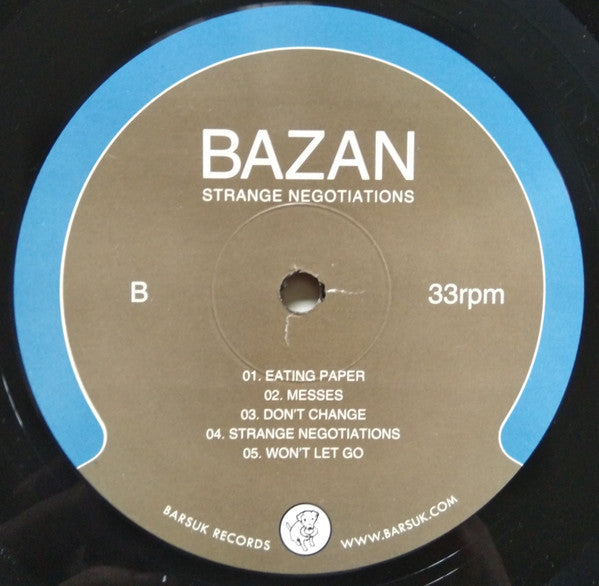 BAZAN
STRANGE NEGOTIATIONS
B
33rpm
01. EATING PAPER
02. MESSES
03. DON'T CHANGE
04. STRANGE NEGOTIATIONS
05. WON'T LET GO
BARSUK RECORDS
WWW.BARSUK.COM